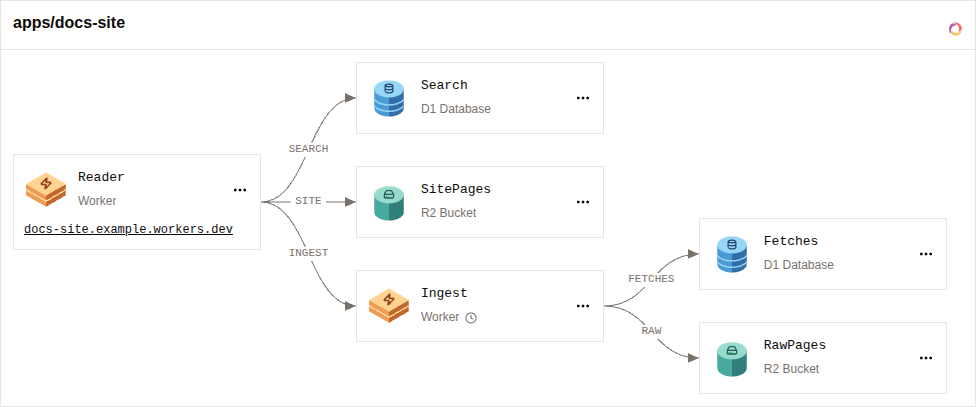 apps/docs-site
Search
D1 Database
SEARCH
Reader
Worker
docs-site.example.workers.dev
SITE
SitePages
R2 Bucket
INGEST
Ingest
Worker
FETCHES
Fetches
D1 Database
RAW
RawPages
R2 Bucket